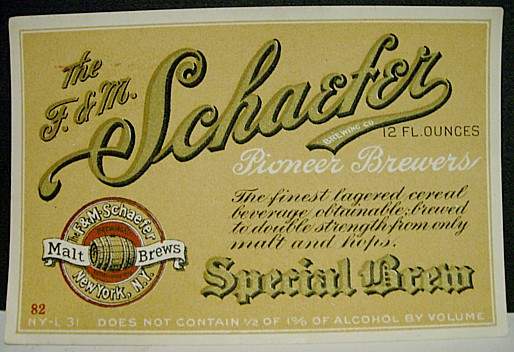 The
F. & M.
Schaefer
BREWING CO.
12 FL. OUNCES
Pioneer Brewers
The finest lagered cereal
beverage obtainable; brewed
to double strength from only
malt and hops.
Special Brew
The F.&M. Schaefer
Malt Brews
New York, N.Y.
82
NY-L 31 DOES NOT CONTAIN ½ OF 1% OF ALCOHOL BY VOLUME